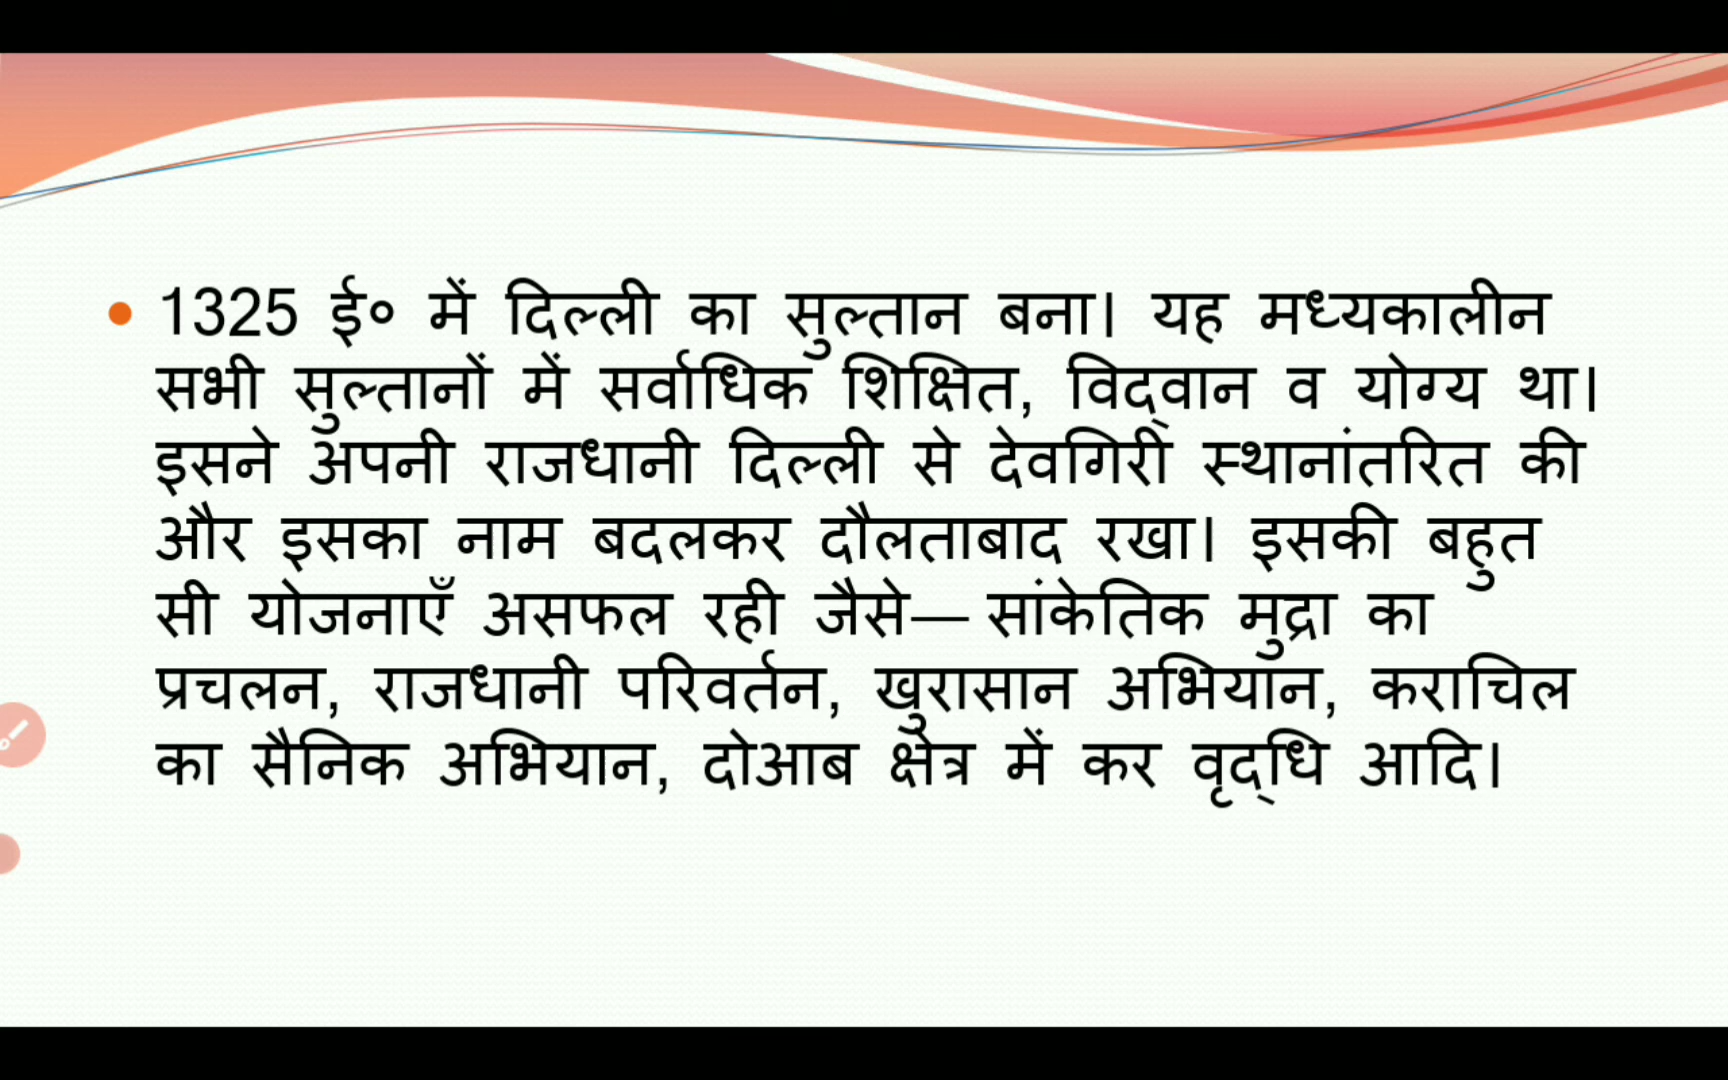 • 1325 ई० में दिल्ली का सुल्तान बना। यह मध्यकालीन
सभी सुल्तानों में सर्वाधिक शिक्षित, विद्‌वान व योग्य था।
इसने अपनी राजधानी दिल्ली से देवगिरी स्थानांतरित की
और इसका नाम बदलकर दौलताबाद रखा। इसकी बहुत
सी योजनाएँ असफल रही जैसे— सांकेतिक मुद्रा का
प्रचलन, राजधानी परिवर्तन, खुरासान अभियान, कराचिल
का सैनिक अभियान, दोआब क्षेत्र में कर वृद्‌धि आदि।